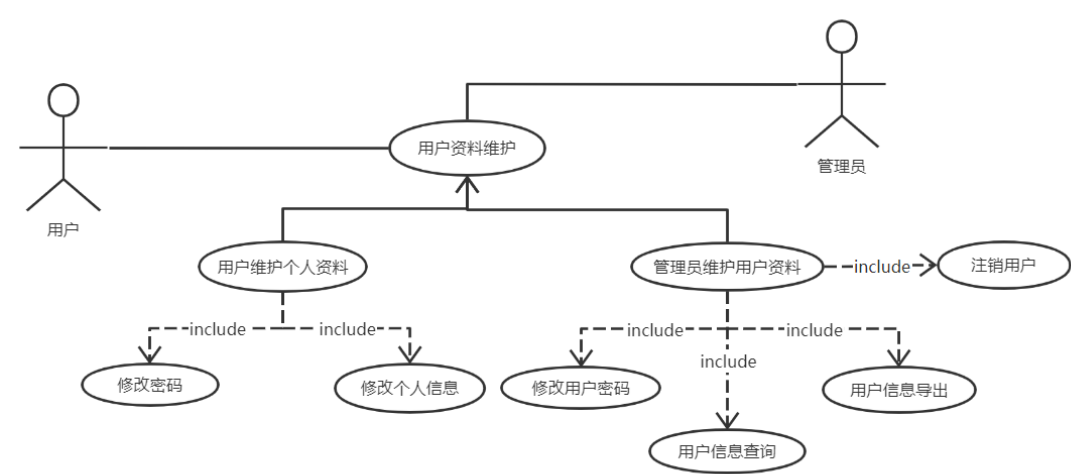 用户资料维护
管理员
用户
用户维护个人资料
管理员维护用户资料
include
注销用户
include
include
include
include
include
修改密码
修改个人信息
修改用户密码
用户信息导出
用户信息查询